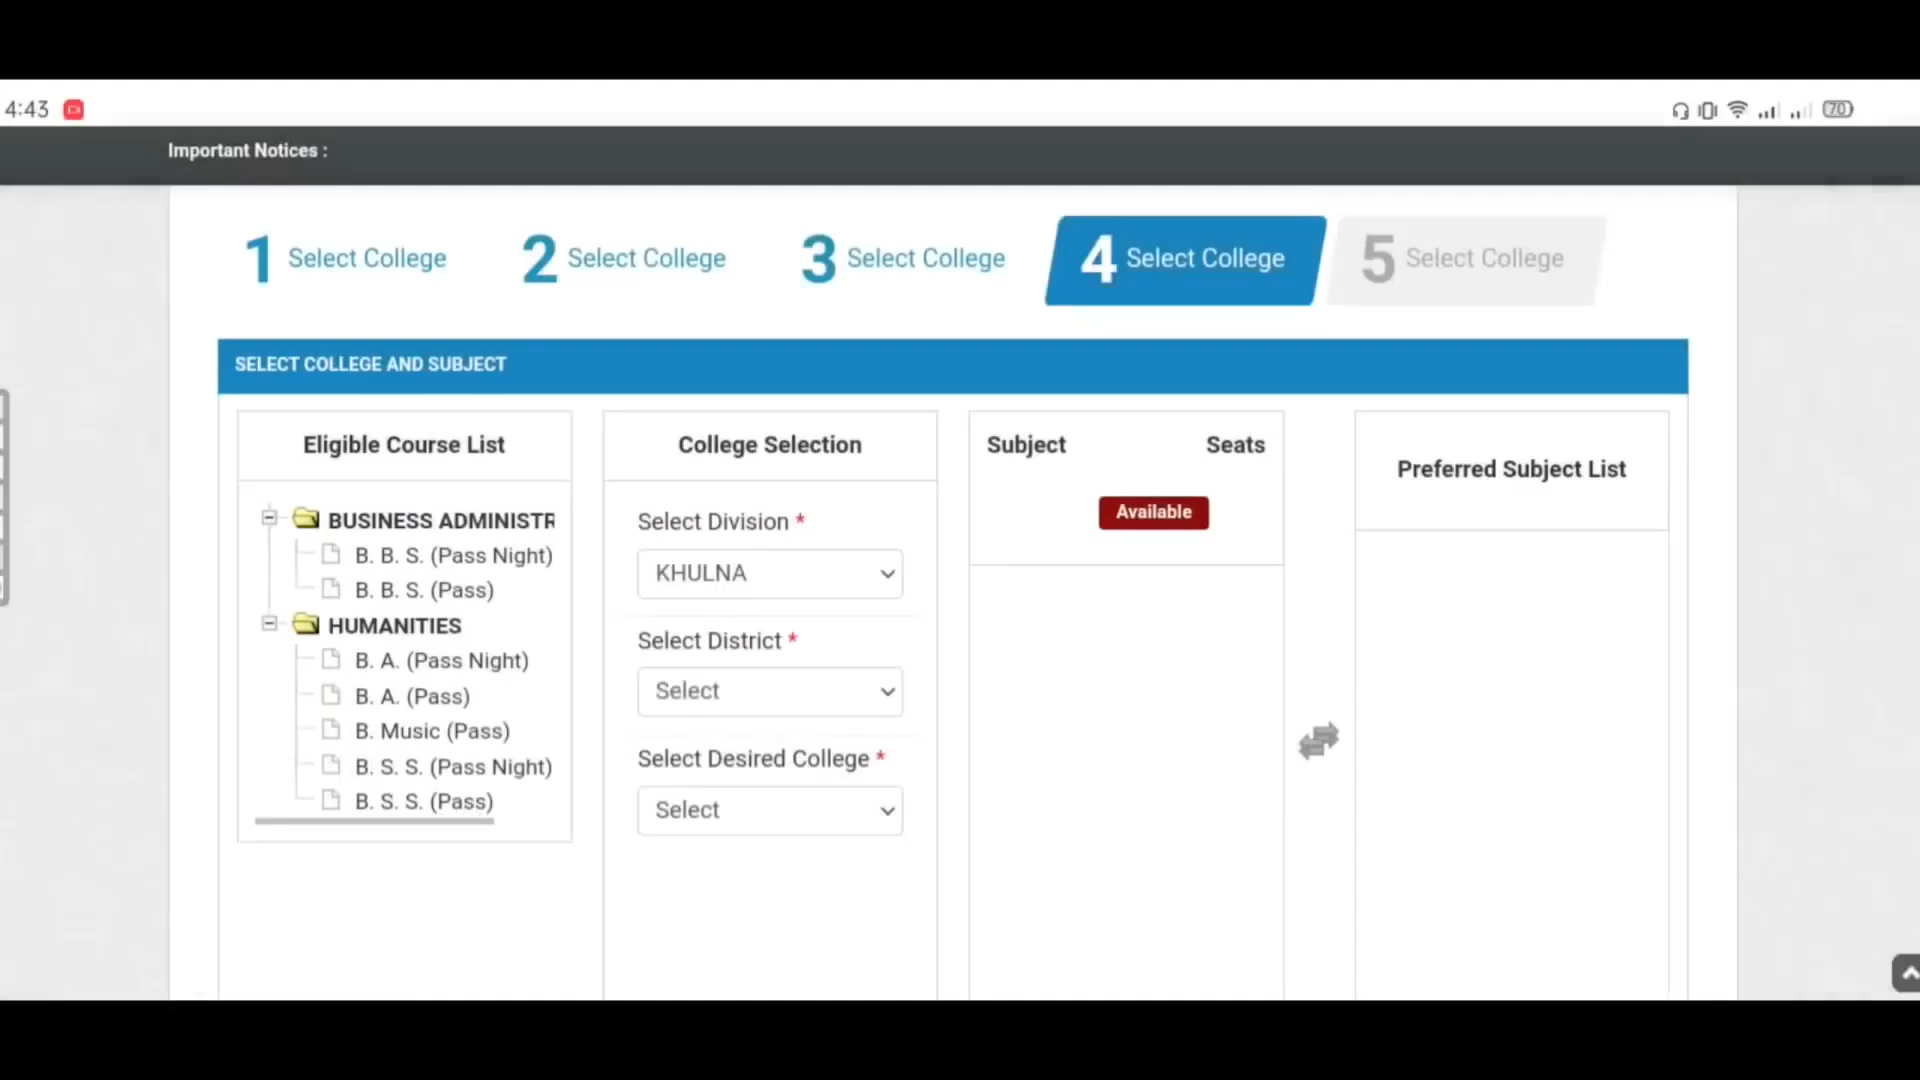 4:43
70
Important Notices :
1 Select College
2 Select College
3 Select College
4 Select College
5 Select College
SELECT COLLEGE AND SUBJECT
Eligible Course List
BUSINESS ADMINISTR
B. B. S. (Pass Night)
B. B. S. (Pass)
HUMANITIES
B. A. (Pass Night)
B. A. (Pass)
B. Music (Pass)
B. S. S. (Pass Night)
B. S. S. (Pass)
College Selection
Select Division *
KHULNA
Select District *
Select
Select Desired College *
Select
Subject Seats
Available
Preferred Subject List